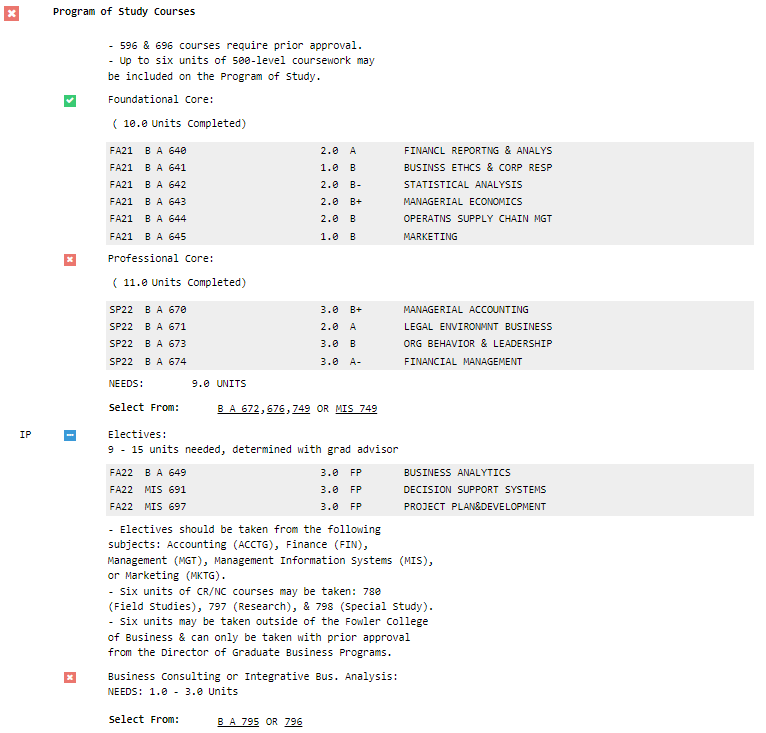 Program of Study Courses
- 596 & 696 courses require prior approval.
- Up to six units of 500-level coursework may
be included on the Program of Study.
Foundational Core:
( 10.0 Units Completed)
FA21 B A 640 2.0 A FINANCL REPORTNG & ANALYS
FA21 B A 641 1.0 B BUSINSS ETHCS & CORP RESP
FA21 B A 642 2.0 B- STATISTICAL ANALYSIS
FA21 B A 643 2.0 B+ MANAGERIAL ECONOMICS
FA21 B A 644 2.0 B OPERATNS SUPPLY CHAIN MGT
FA21 B A 645 1.0 B MARKETING
Professional Core:
( 11.0 Units Completed)
SP22 B A 670 3.0 B+ MANAGERIAL ACCOUNTING
SP22 B A 671 2.0 A LEGAL ENVIRONMNT BUSINESS
SP22 B A 673 3.0 B ORG BEHAVIOR & LEADERSHIP
SP22 B A 674 3.0 A- FINANCIAL MANAGEMENT
NEEDS: 9.0 UNITS
Select From: B A 672,676,749 OR MIS 749
IP Electives:
9 - 15 units needed, determined with grad advisor
FA22 B A 649 3.0 FP BUSINESS ANALYTICS
FA22 MIS 691 3.0 FP DECISION SUPPORT SYSTEMS
FA22 MIS 697 3.0 FP PROJECT PLAN&DEVELOPMENT
- Electives should be taken from the following
subjects: Accounting (ACCTG), Finance (FIN),
Management (MGT), Management Information Systems (MIS),
or Marketing (MKTG).
- Six units of CR/NC courses may be taken: 780
(Field Studies), 797 (Research), & 798 (Special Study).
- Six units may be taken outside of the Fowler College
of Business & can only be taken with prior approval
from the Director of Graduate Business Programs.
Business Consulting or Integrative Bus. Analysis:
NEEDS: 1.0 - 3.0 Units
Select From: B A 795 OR 796